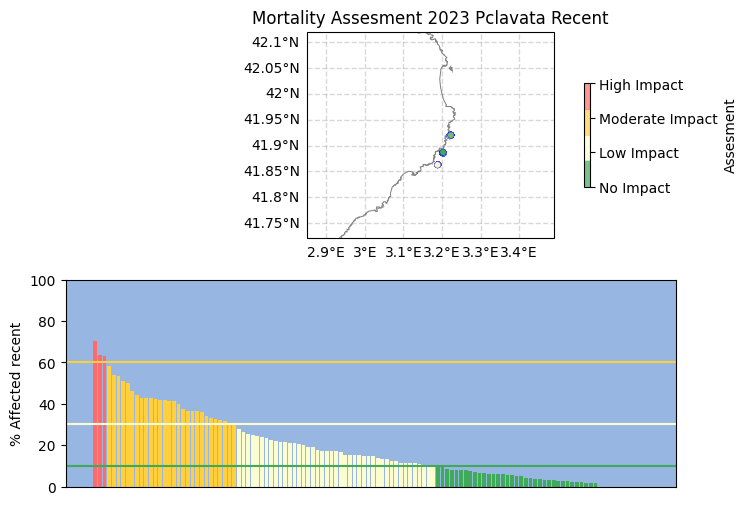 Mortality Assesment 2023 Pclavata Recent
42.1°N
42.05°N
42°N
41.95°N
41.9°N
41.85°N
41.8°N
41.75°N
2.9°E 3°E 3.1°E 3.2°E 3.3°E 3.4°E
High Impact
Moderate Impact
Low Impact
No Impact
Assesment
100
80
60
40
20
0
% Affected recent